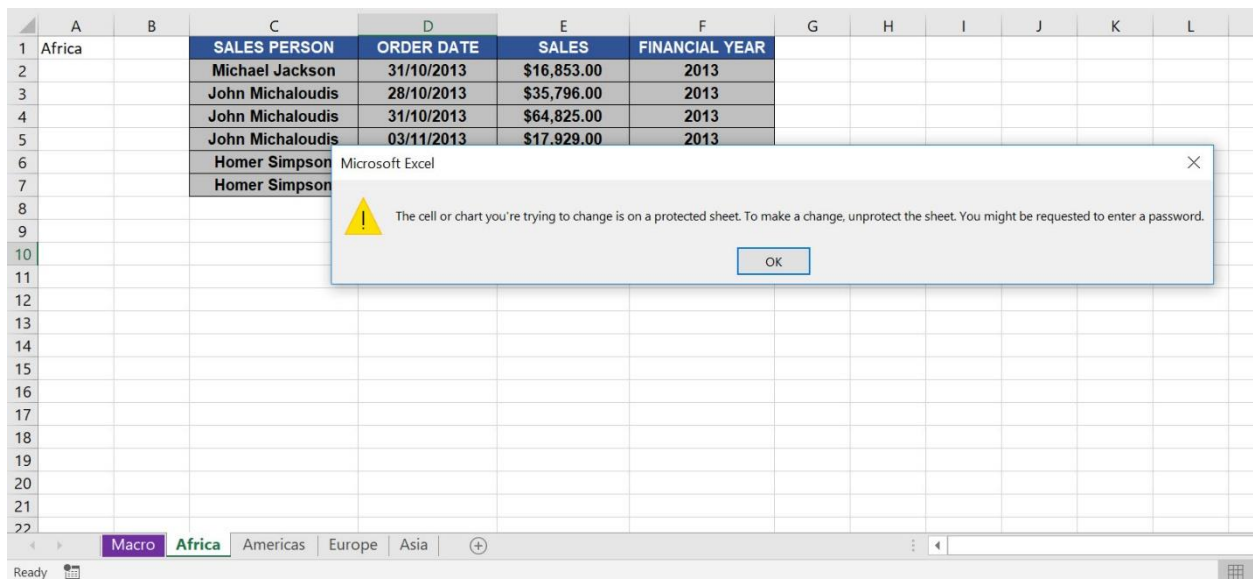 A B C D E F G H I J K L
1 Africa SALES PERSON ORDER DATE SALES FINANCIAL YEAR
2 Michael Jackson 31/10/2013 $16,853.00 2013
3 John Michaloudis 28/10/2013 $35,796.00 2013
4 John Michaloudis 31/10/2013 $64,825.00 2013
5 John Michaloudis 03/11/2013 $17,929.00 2013
6 Homer Simpson
7 Homer Simpson
Microsoft Excel
The cell or chart you're trying to change is on a protected sheet. To make a change, unprotect the sheet. You might be requested to enter a password.
OK
8
9
10
11
12
13
14
15
16
17
18
19
20
21
22
Macro Africa Americas Europe Asia
Ready